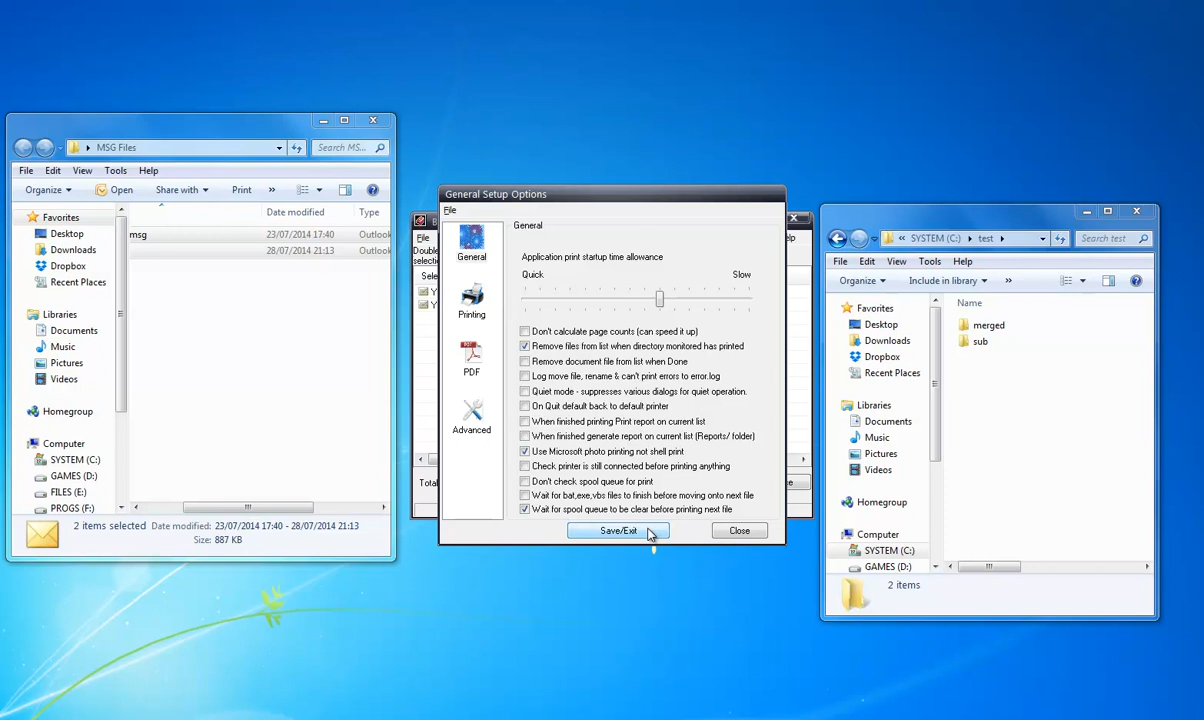 MSG Files
Search MS...
File Edit View Tools Help
Organize Open Share with Print »
Favorites
Desktop
Downloads
Dropbox
Recent Places
Libraries
Documents
Music
Pictures
Videos
Homegroup
Computer
SYSTEM (C:)
GAMES (D:)
FILES (E:)
PROGS (F:)
Date modified Type
msg 23/07/2014 17:40 Outlook
28/07/2014 21:13 Outlook
2 items selected Date modified: 23/07/2014 17:40 - 28/07/2014 21:13
Size: 887 KB
General Setup Options
File
General
Printing
PDF
Advanced
General
Application print startup time allowance
Quick Slow
Don't calculate page counts (can speed it up)
Remove files from list when directory monitored has printed
Remove document file from list when Done
Log move file, rename & can't print errors to error.log
Quiet mode - suppresses various dialogs for quiet operation.
On Quit default back to default printer
When finished printing Print report on current list
When finished generate report on current list (Reports/ folder)
Use Microsoft photo printing not shell print
Check printer is still connected before printing anything
Don't check spool queue for print
Wait for bat,exe,vbs files to finish before moving onto next file
Wait for spool queue to be clear before printing next file
Save/Exit Close
File
Doub
selectio
Sele
Y
Y
Tota
elp
se
« SYSTEM (C:) test
Search test
File Edit View Tools Help
Organize Include in library »
Favorites
Desktop
Downloads
Dropbox
Recent Places
Libraries
Documents
Music
Pictures
Videos
Homegroup
Computer
SYSTEM (C:)
GAMES (D:)
Name
merged
sub
2 items